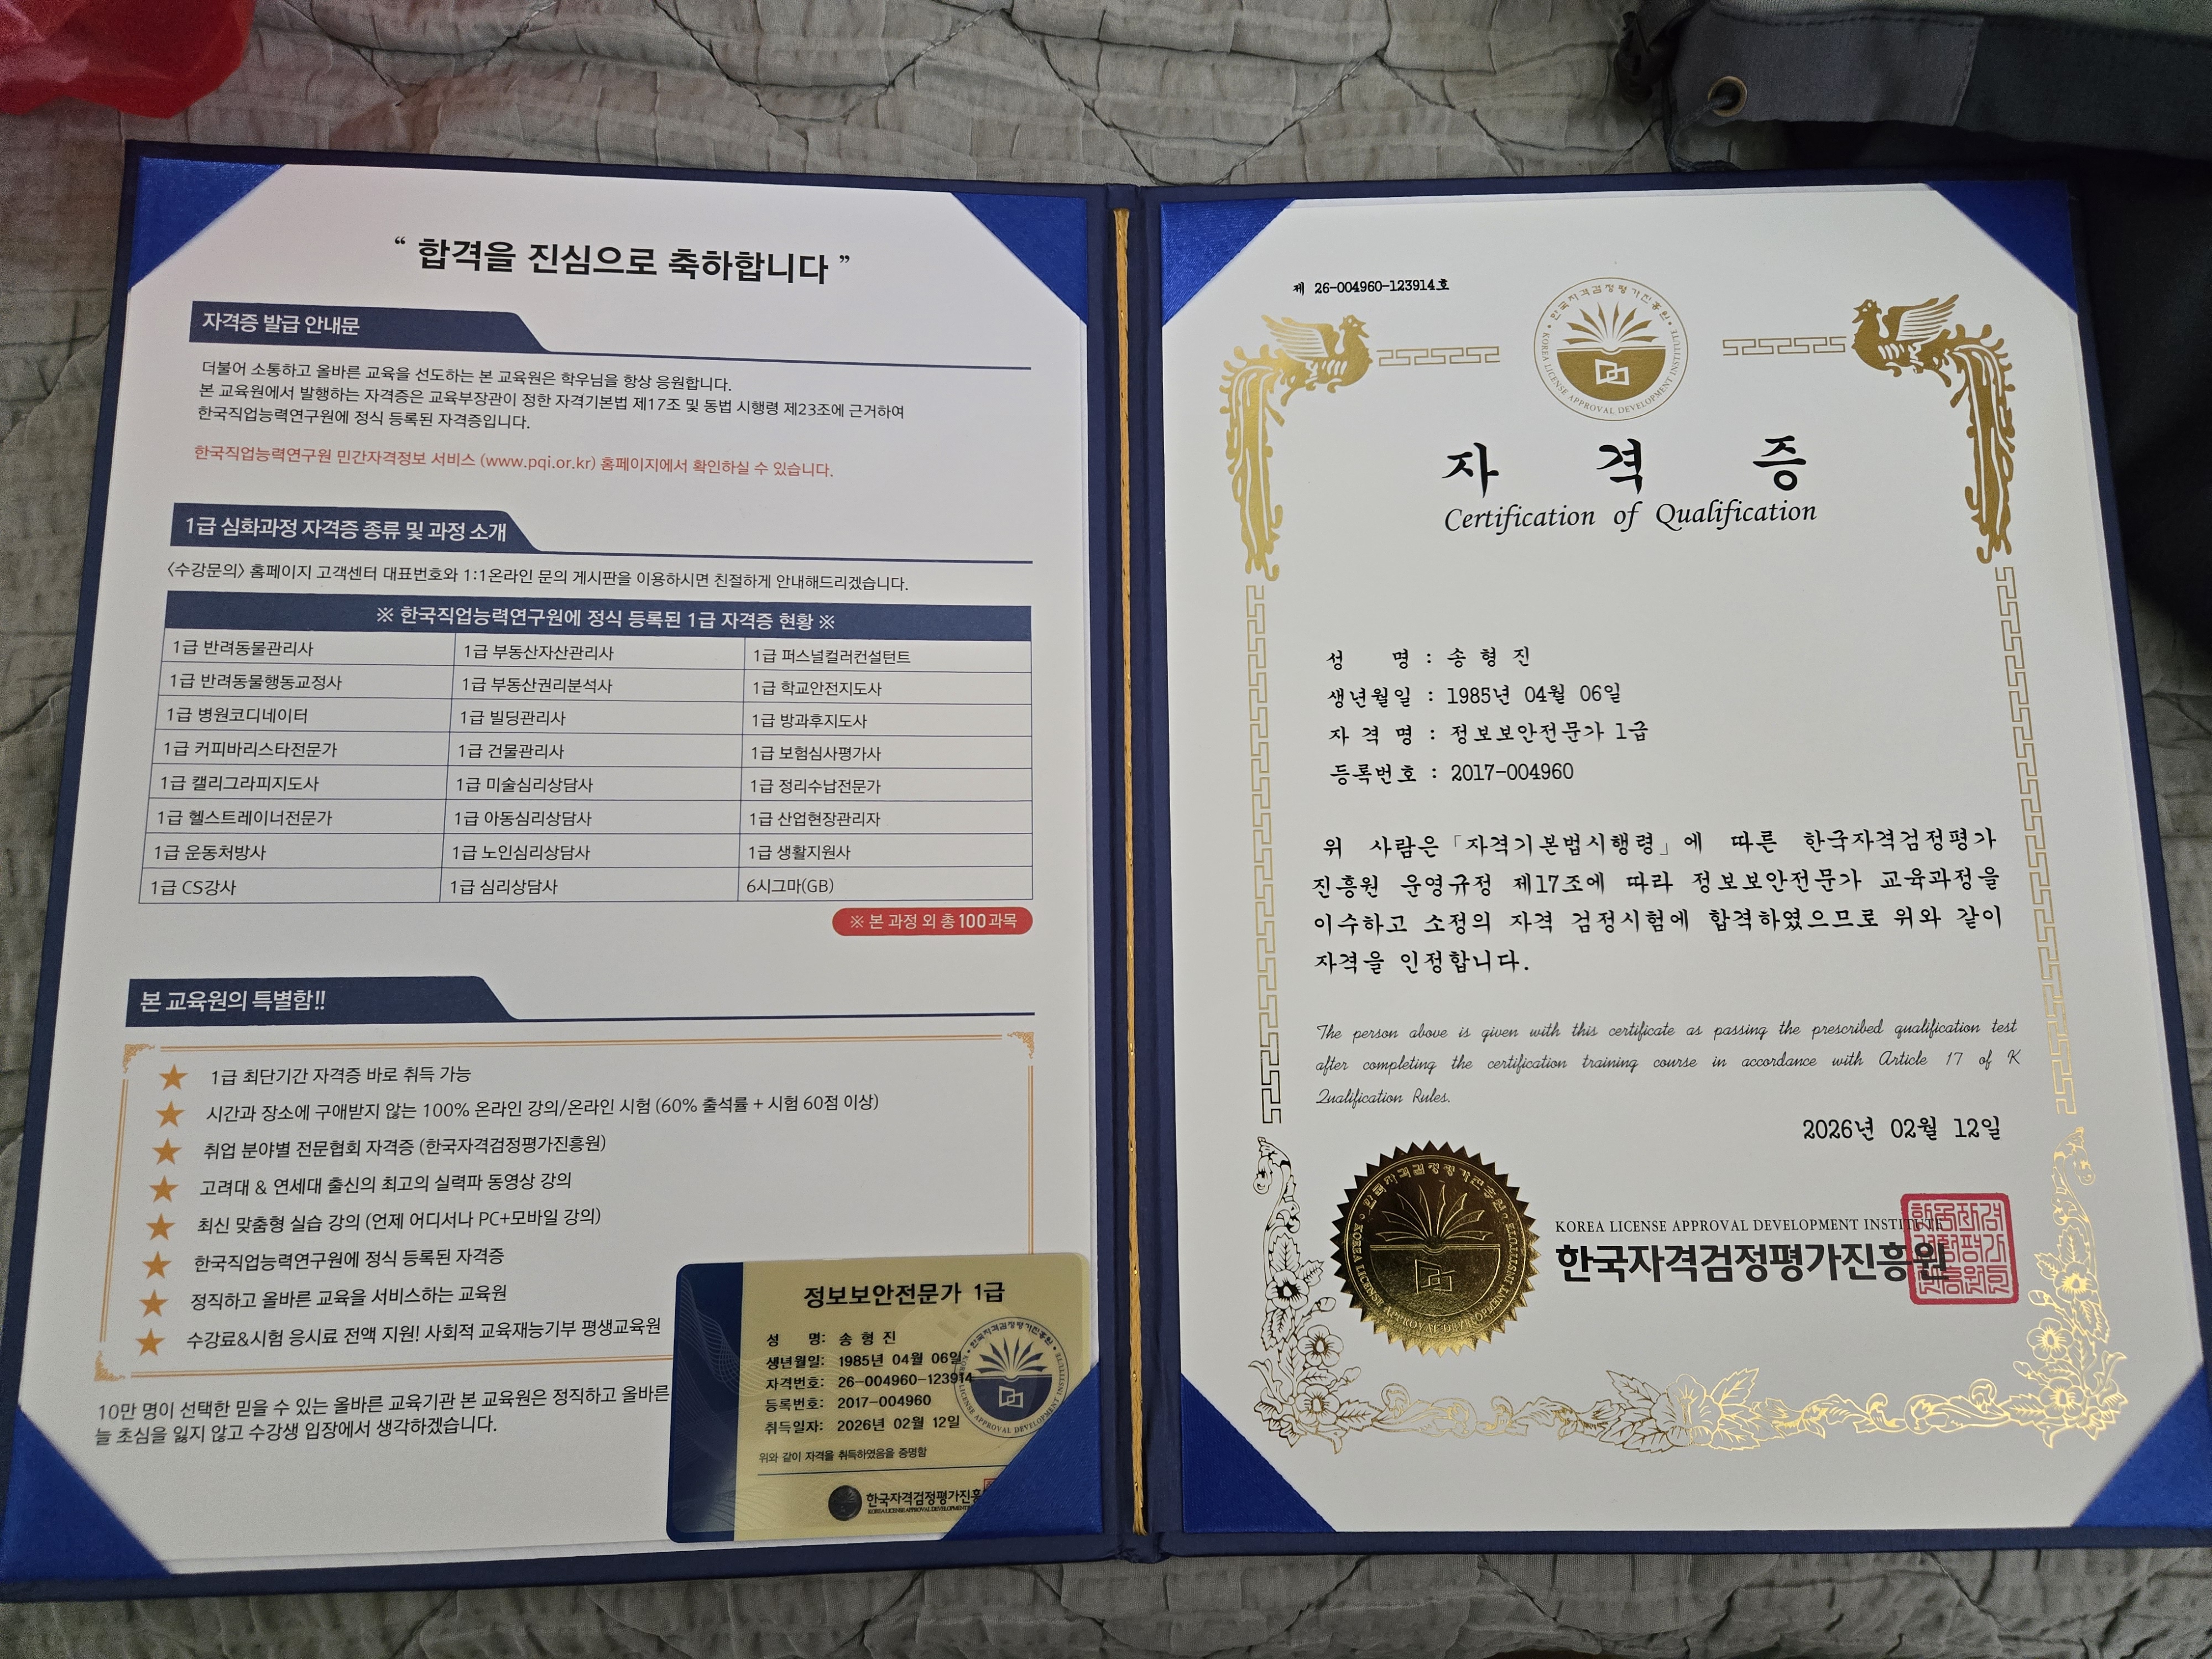 “ 합격을 진심으로 축하합니다 ”
자격증 발급 안내문
더불어 소통하고 올바른 교육을 선도하는 본 교육원은 학우님을 항상 응원합니다.
본 교육원에서 발행하는 자격증은 교육부장관이 정한 자격기본법 제17조 및 동법 시행령 제23조에 근거하여
한국직업능력연구원에 정식 등록된 자격증입니다.
한국직업능력연구원 민간자격정보 서비스 (www.pqi.or.kr) 홈페이지에서 확인하실 수 있습니다.
1급 심화과정 자격증 종류 및 과정 소개
<수강문의> 홈페이지 고객센터 대표번호와 1:1온라인 문의 게시판을 이용하시면 친절하게 안내해드리겠습니다.
※ 한국직업능력연구원에 정식 등록된 1급 자격증 현황 ※
1급 반려동물관리사 1급 부동산자산관리사 1급 퍼스널컬러컨설턴트
1급 반려동물행동교정사 1급 부동산권리분석사 1급 학교안전지도사
1급 병원코디네이터 1급 빌딩관리사 1급 방과후지도사
1급 커피바리스타전문가 1급 건물관리사 1급 보험심사평가사
1급 캘리그라피지도사 1급 미술심리상담사 1급 정리수납전문가
1급 헬스트레이너전문가 1급 아동심리상담사 1급 산업현장관리자
1급 운동처방사 1급 노인심리상담사 1급 생활지원사
1급 CS강사 1급 심리상담사 6시그마(GB)
※ 본 과정 외 총 100과목
본 교육원의 특별함!!
1급 최단기간 자격증 바로 취득 가능
시간과 장소에 구애받지 않는 100% 온라인 강의/온라인 시험 (60% 출석률 + 시험 60점 이상)
취업 분야별 전문협회 자격증 (한국자격검정평가진흥원)
고려대 & 연세대 출신의 최고의 실력파 동영상 강의
최신 맞춤형 실습 강의 (언제 어디서나 PC+모바일 강의)
한국직업능력연구원에 정식 등록된 자격증
정직하고 올바른 교육을 서비스하는 교육원
수강료&시험 응시료 전액 지원! 사회적 교육재능기부 평생교육원
10만 명이 선택한 믿을 수 있는 올바른 교육기관 본 교육원은 정직하고 올바른
늘 초심을 잃지 않고 수강생 입장에서 생각하겠습니다.
정보보안전문가 1급
성 명: 송 형 진
생년월일: 1985년 04월 06일
자격번호: 26-004960-123914
등록번호: 2017-004960
취득일자: 2026년 02월 12일
위와 같이 자격을 취득하였음을 증명함
한국자격검정평가진흥
한국자격검정평가진흥원
KOREA LICENSE APPROVAL DEVELOPMENT
제 26-004960-123914호
한국자격검정평가진흥원
KOREA LICENSE APPROVAL DEVELOPMENT INSTITUTE
자 격 증
Certification of Qualification
성 명 : 송 형 진
생년월일 : 1985년 04월 06일
자 격 명 : 정보보안전문가 1급
등록번호 : 2017-004960
위 사람은「자격기본법시행령」에 따른 한국자격검정평가
진흥원 운영규정 제17조에 따라 정보보안전문가 교육과정을
이수하고 소정의 자격 검정시험에 합격하였으므로 위와 같이
자격을 인정합니다.
The person above is given with this certificate as passing the prescribed qualification test
after completing the certification training course in accordance with Article 17 of K
Qualification Rules.
2026년 02월 12일
한국자격검정평가진흥원
KOREA LICENSE APPROVAL DEVELOPMENT INSTITUTE
KOREA LICENSE APPROVAL DEVELOPMENT INSTITUTE
한국자격검정평가진흥원